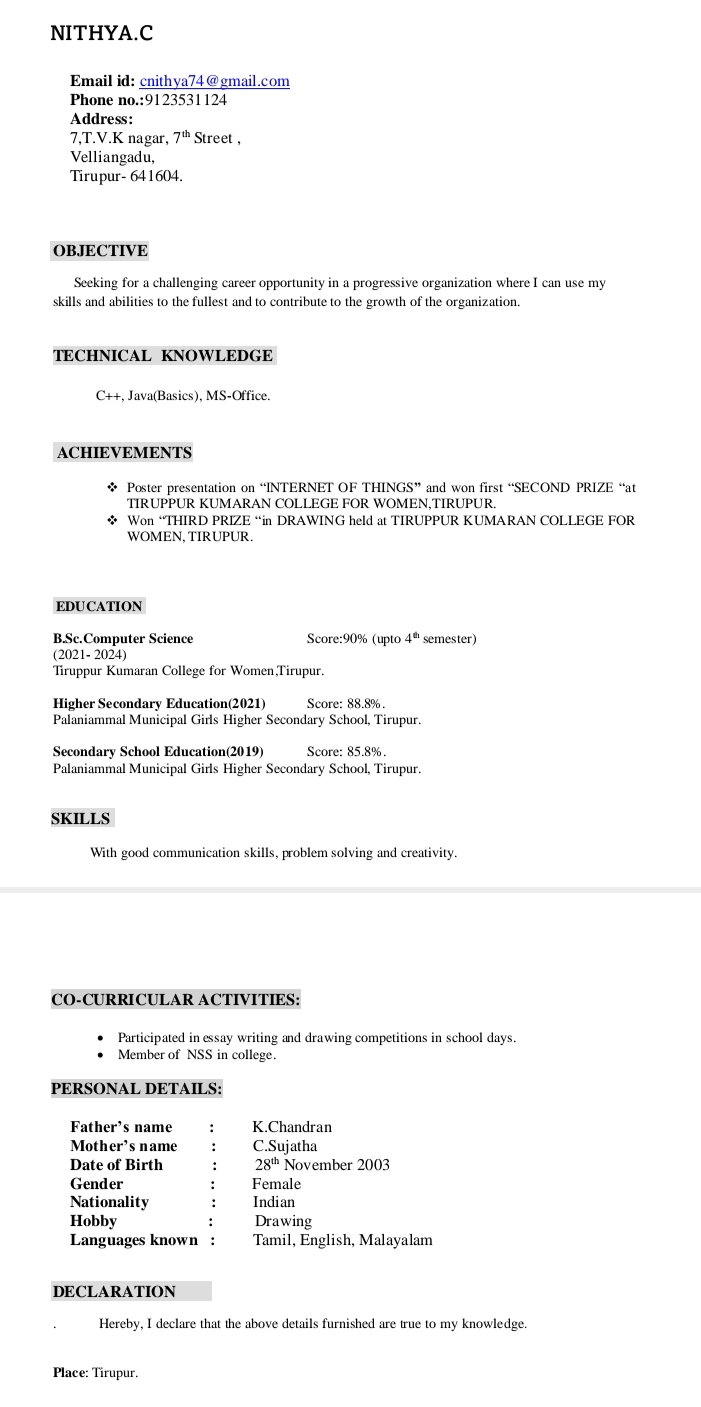 NITHYA.C
Email id: cnithya74@gmail.com
Phone no.:9123531124
Address:
7,T.V.K nagar, 7th Street ,
Velliangadu,
Tirupur- 641604.
OBJECTIVE
Seeking for a challenging career opportunity in a progressive organization where I can use my
skills and abilities to the fullest and to contribute to the growth of the organization.
TECHNICAL KNOWLEDGE
C++, Java(Basics), MS-Office.
ACHIEVEMENTS
❖ Poster presentation on “INTERNET OF THINGS” and won first “SECOND PRIZE “at
TIRUPPUR KUMARAN COLLEGE FOR WOMEN,TIRUPUR.
❖ Won “THIRD PRIZE “in DRAWING held at TIRUPPUR KUMARAN COLLEGE FOR
WOMEN, TIRUPUR.
EDUCATION
B.Sc.Computer Science Score:90% (upto 4th semester)
(2021- 2024)
Tiruppur Kumaran College for Women,Tirupur.
Higher Secondary Education(2021) Score: 88.8%.
Palaniammal Municipal Girls Higher Secondary School, Tirupur.
Secondary School Education(2019) Score: 85.8%.
Palaniammal Municipal Girls Higher Secondary School, Tirupur.
SKILLS
With good communication skills, problem solving and creativity.
CO-CURRICULAR ACTIVITIES:
• Participated in essay writing and drawing competitions in school days.
• Member of NSS in college.
PERSONAL DETAILS:
Father’s name : K.Chandran
Mother’s name : C.Sujatha
Date of Birth : 28th November 2003
Gender : Female
Nationality : Indian
Hobby : Drawing
Languages known : Tamil, English, Malayalam
DECLARATION
. Hereby, I declare that the above details furnished are true to my knowledge.
Place: Tirupur.